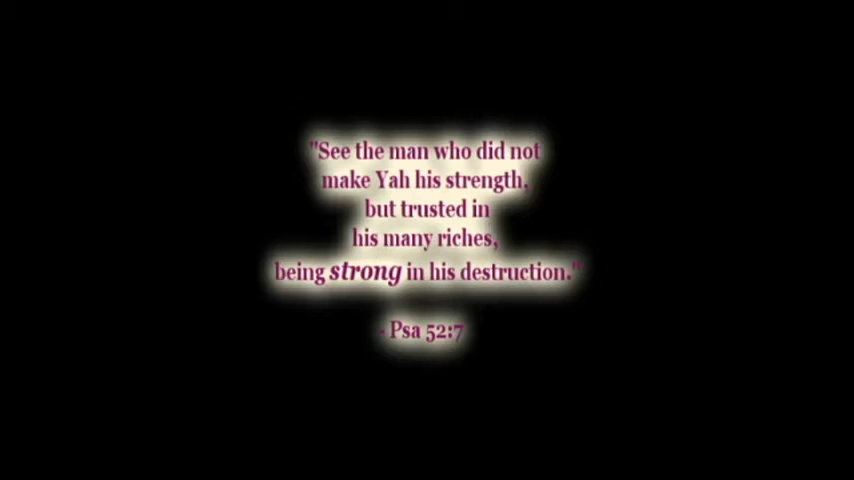 "See the man who did not
make Yah his strength,
but trusted in
his many riches,
being strong in his destruction."
- Psa 52:7